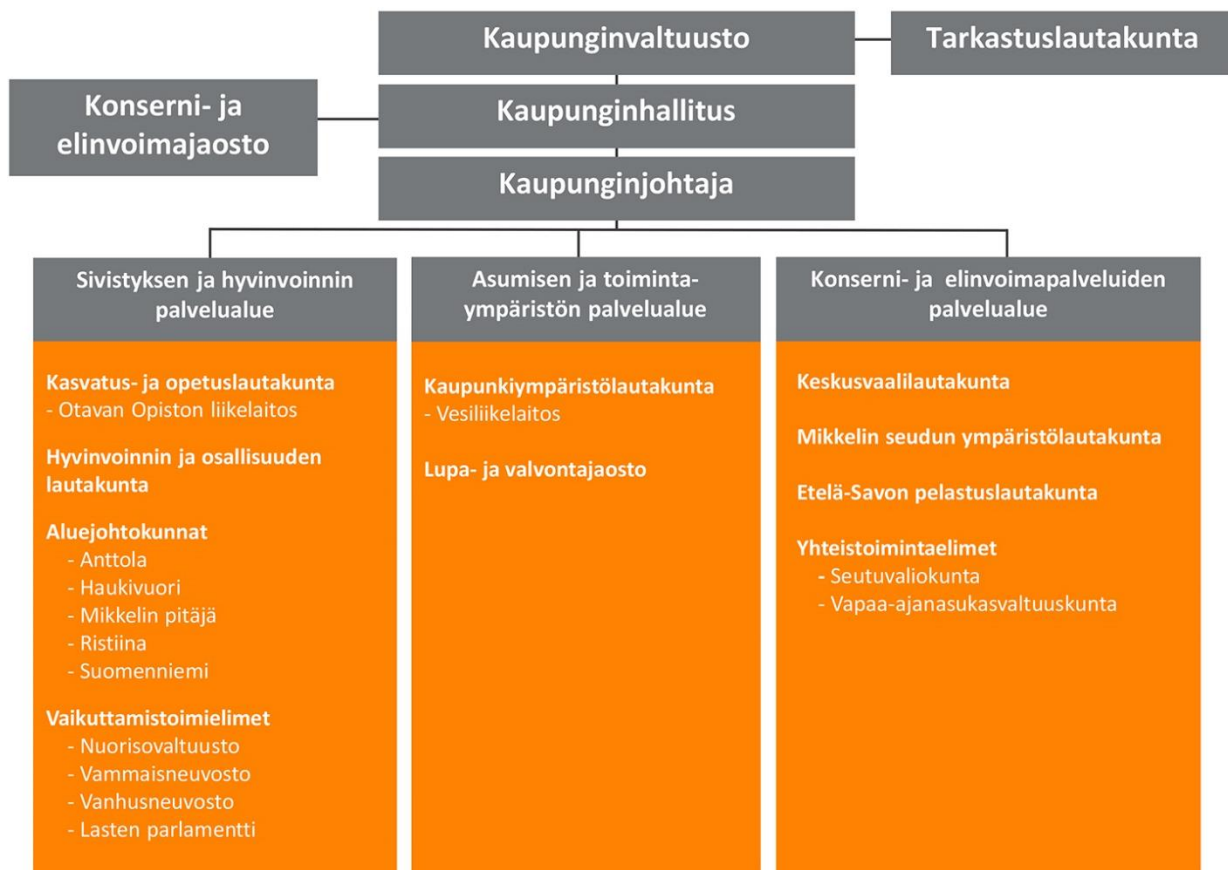 Kaupunginvaltuusto
Tarkastuslautakunta
Konserni- ja
elinvoimajaosto
Kaupunginhallitus
Kaupunginjohtaja
Sivistyksen ja hyvinvoinnin
palvelualue
Kasvatus- ja opetuslautakunta
- Otavan Opiston liikelaitos
Hyvinvoinnin ja osallisuuden
lautakunta
Aluejohtokunnat
- Anttola
- Haukivuori
- Mikkelin pitäjä
- Ristiina
- Suomenniemi
Vaikuttamistoimielimet
- Nuorisovaltuusto
- Vammaisneuvosto
- Vanhusneuvosto
- Lasten parlamentti
Asumisen ja toiminta-
ympäristön palvelualue
Kaupunkiympäristölautakunta
- Vesiliikelaitos
Lupa- ja valvontajaosto
Konserni- ja elinvoimapalveluiden
palvelualue
Keskusvaalilautakunta
Mikkelin seudun ympäristölautakunta
Etelä-Savon pelastuslautakunta
Yhteistoimintaelimet
- Seutuvaliokunta
- Vapaa-ajanasukasvaltuuskunta